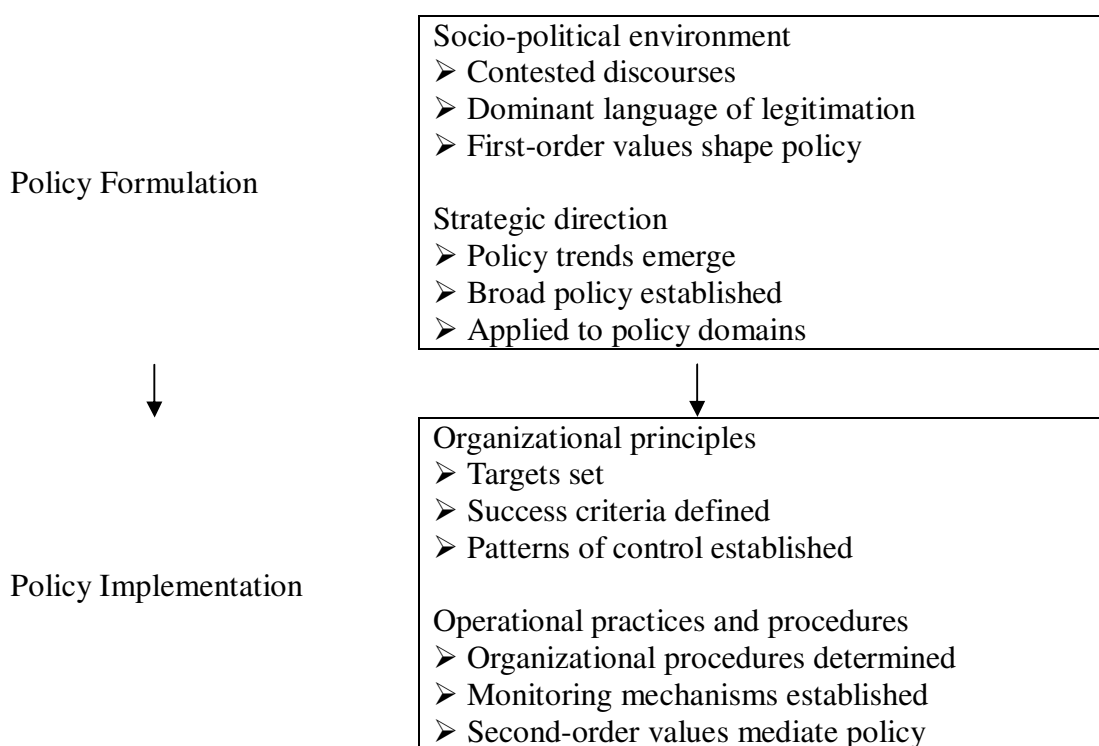 Socio-political environment
➢ Contested discourses
➢ Dominant language of legitimation
➢ First-order values shape policy
Policy Formulation
Strategic direction
➢ Policy trends emerge
➢ Broad policy established
➢ Applied to policy domains
Organizational principles
➢ Targets set
➢ Success criteria defined
➢ Patterns of control established
Policy Implementation
Operational practices and procedures
➢ Organizational procedures determined
➢ Monitoring mechanisms established
➢ Second-order values mediate policy